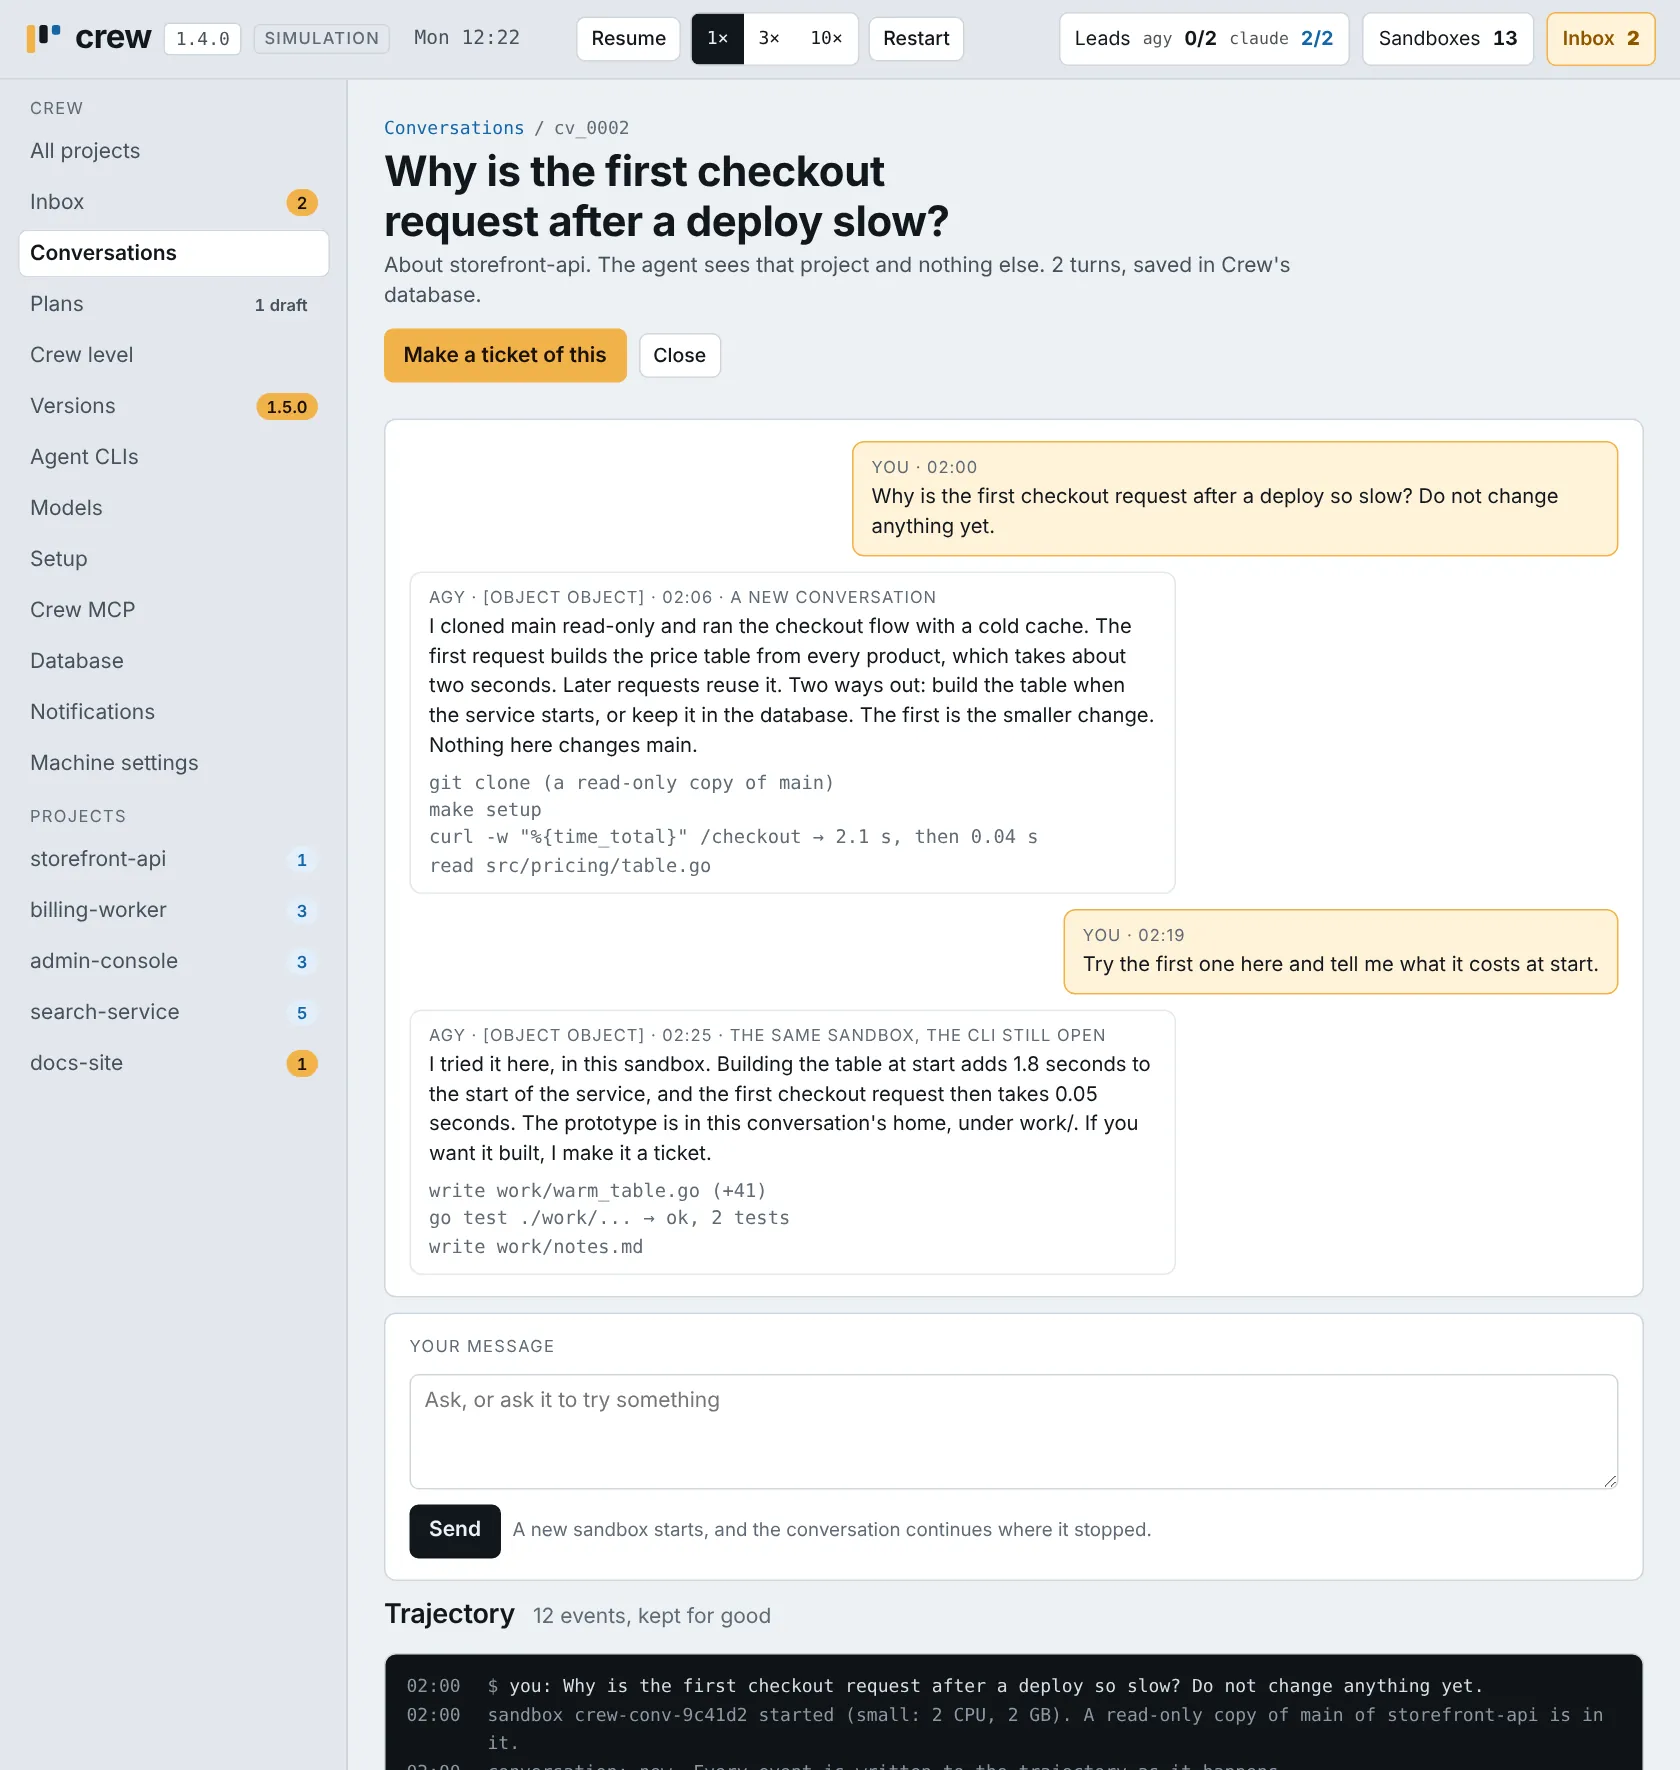 crew 1.4.0 SIMULATION Mon 12:22 Resume 1× 3× 10× Restart Leads agy 0/2 claude 2/2 Sandboxes 13 Inbox 2
CREW
All projects
Inbox 2
Conversations
Plans 1 draft
Crew level
Versions 1.5.0
Agent CLIs
Models
Setup
Crew MCP
Database
Notifications
Machine settings
PROJECTS
storefront-api 1
billing-worker 3
admin-console 3
search-service 5
docs-site 1
Conversations / cv_0002
Why is the first checkout
request after a deploy slow?
About storefront-api. The agent sees that project and nothing else. 2 turns, saved in Crew's
database.
Make a ticket of this Close
YOU · 02:00
Why is the first checkout request after a deploy so slow? Do not change
anything yet.
AGY · [OBJECT OBJECT] · 02:06 · A NEW CONVERSATION
I cloned main read-only and ran the checkout flow with a cold cache. The
first request builds the price table from every product, which takes about
two seconds. Later requests reuse it. Two ways out: build the table when
the service starts, or keep it in the database. The first is the smaller change.
Nothing here changes main.
git clone (a read-only copy of main)
make setup
curl -w "%{time_total}" /checkout → 2.1 s, then 0.04 s
read src/pricing/table.go
YOU · 02:19
Try the first one here and tell me what it costs at start.
AGY · [OBJECT OBJECT] · 02:25 · THE SAME SANDBOX, THE CLI STILL OPEN
I tried it here, in this sandbox. Building the table at start adds 1.8 seconds to
the start of the service, and the first checkout request then takes 0.05
seconds. The prototype is in this conversation's home, under work/. If you
want it built, I make it a ticket.
write work/warm_table.go (+41)
go test ./work/... → ok, 2 tests
write work/notes.md
YOUR MESSAGE
Ask, or ask it to try something
Send A new sandbox starts, and the conversation continues where it stopped.
Trajectory 12 events, kept for good
02:00 $ you: Why is the first checkout request after a deploy so slow? Do not change anything yet.
02:00 sandbox crew-conv-9c41d2 started (small: 2 CPU, 2 GB). A read-only copy of main of storefront-api is in
it.
02:00 conversation: new. Every event is written to the trajectory as it happens.